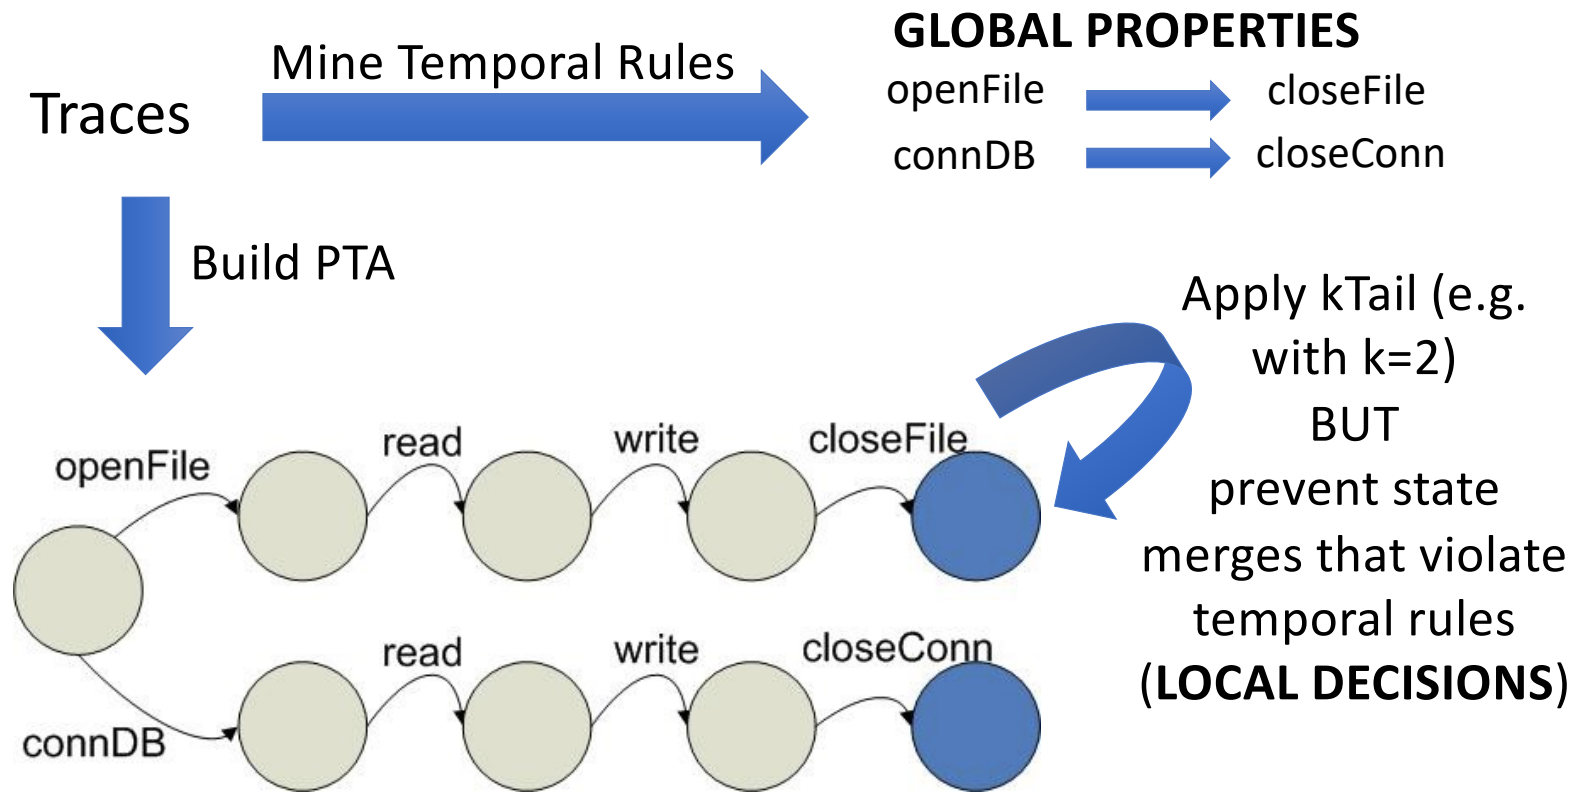 GLOBAL PROPERTIES
Mine Temporal Rules
Traces
openFile closeFile
connDB closeConn
Build PTA
Apply kTail (e.g.
with k=2)
BUT
prevent state
merges that violate
temporal rules
(LOCAL DECISIONS)
openFile read write closeFile
connDB read write closeConn